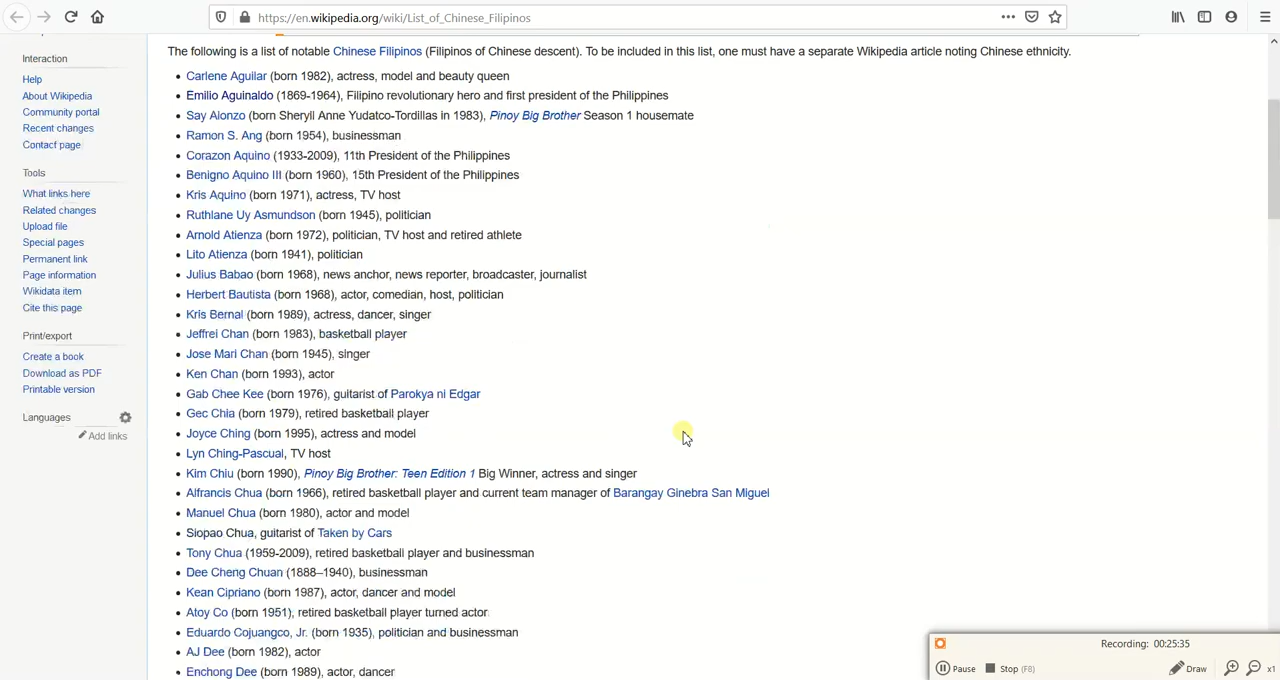 https://en.wikipedia.org/wiki/List_of_Chinese_Filipinos
Interaction
Help
About Wikipedia
Community portal
Recent changes
Contact page
Tools
What links here
Related changes
Upload file
Special pages
Permanent link
Page information
Wikidata item
Cite this page
Print/export
Create a book
Download as PDF
Printable version
Languages
Add links
The following is a list of notable Chinese Filipinos (Filipinos of Chinese descent). To be included in this list, one must have a separate Wikipedia article noting Chinese ethnicity.
• Carlene Aguilar (born 1982), actress, model and beauty queen
• Emilio Aguinaldo (1869-1964), Filipino revolutionary hero and first president of the Philippines
• Say Alonzo (born Sheryll Anne Yudatco-Tordillas in 1983), Pinoy Big Brother Season 1 housemate
• Ramon S. Ang (born 1954), businessman
• Corazon Aquino (1933-2009), 11th President of the Philippines
• Benigno Aquino III (born 1960), 15th President of the Philippines
• Kris Aquino (born 1971), actress, TV host
• Ruthlane Uy Asmundson (born 1945), politician
• Arnold Atienza (born 1972), politician, TV host and retired athlete
• Lito Atienza (born 1941), politician
• Julius Babao (born 1968), news anchor, news reporter, broadcaster, journalist
• Herbert Bautista (born 1968), actor, comedian, host, politician
• Kris Bernal (born 1989), actress, dancer, singer
• Jeffrei Chan (born 1983), basketball player
• Jose Mari Chan (born 1945), singer
• Ken Chan (born 1993), actor
• Gab Chee Kee (born 1976), guitarist of Parokya ni Edgar
• Gec Chia (born 1979), retired basketball player
• Joyce Ching (born 1995), actress and model
• Lyn Ching-Pascual, TV host
• Kim Chiu (born 1990), Pinoy Big Brother: Teen Edition 1 Big Winner, actress and singer
• Alfrancis Chua (born 1966), retired basketball player and current team manager of Barangay Ginebra San Miguel
• Manuel Chua (born 1980), actor and model
• Siopao Chua, guitarist of Taken by Cars
• Tony Chua (1959-2009), retired basketball player and businessman
• Dee Cheng Chuan (1888–1940), businessman
• Kean Cipriano (born 1987), actor, dancer and model
• Atoy Co (born 1951), retired basketball player turned actor
• Eduardo Cojuangco, Jr. (born 1935), politician and businessman
• AJ Dee (born 1982), actor
• Enchong Dee (born 1989), actor, dancer
Recording: 00:25:35
Pause Stop (F8) Draw x1